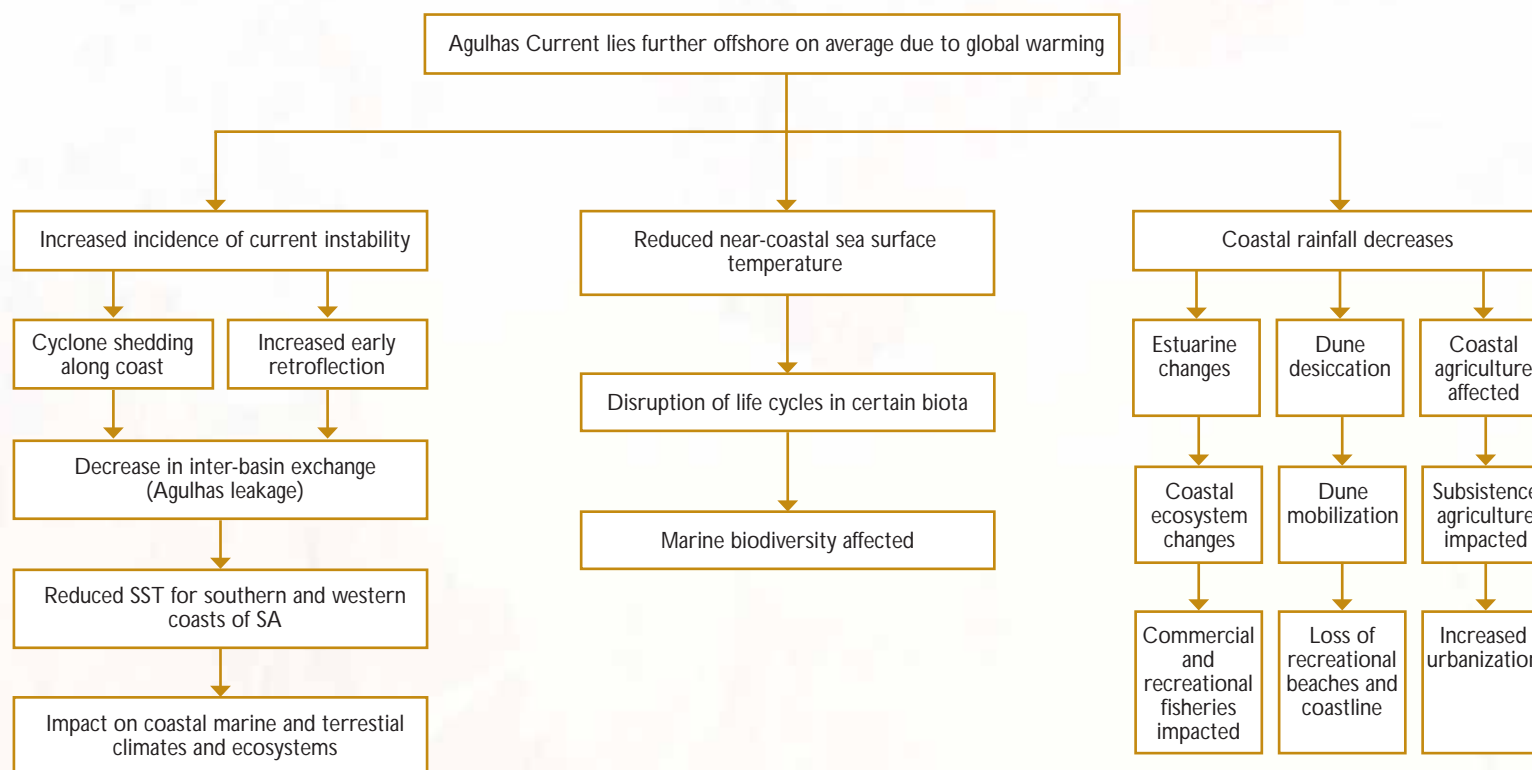 Agulhas Current lies further offshore on average due to global warming
Increased incidence of current instability
Cyclone shedding
along coast
Increased early
retroflection
Decrease in inter-basin exchange
(Agulhas leakage)
Reduced SST for southern and western
coasts of SA
Impact on coastal marine and terrestial
climates and ecosystems
Reduced near-coastal sea surface
temperature
Disruption of life cycles in certain biota
Marine biodiversity affected
Coastal rainfall decreases
Estuarine
changes
Coastal
ecosystem
changes
Commercial
and
recreational
fisheries
impacted
Dune
desiccation
Dune
mobilization
Loss of
recreational
beaches and
coastline
Coastal
agriculture
affected
Subsistence
agriculture
impacted
Increased
urbanization